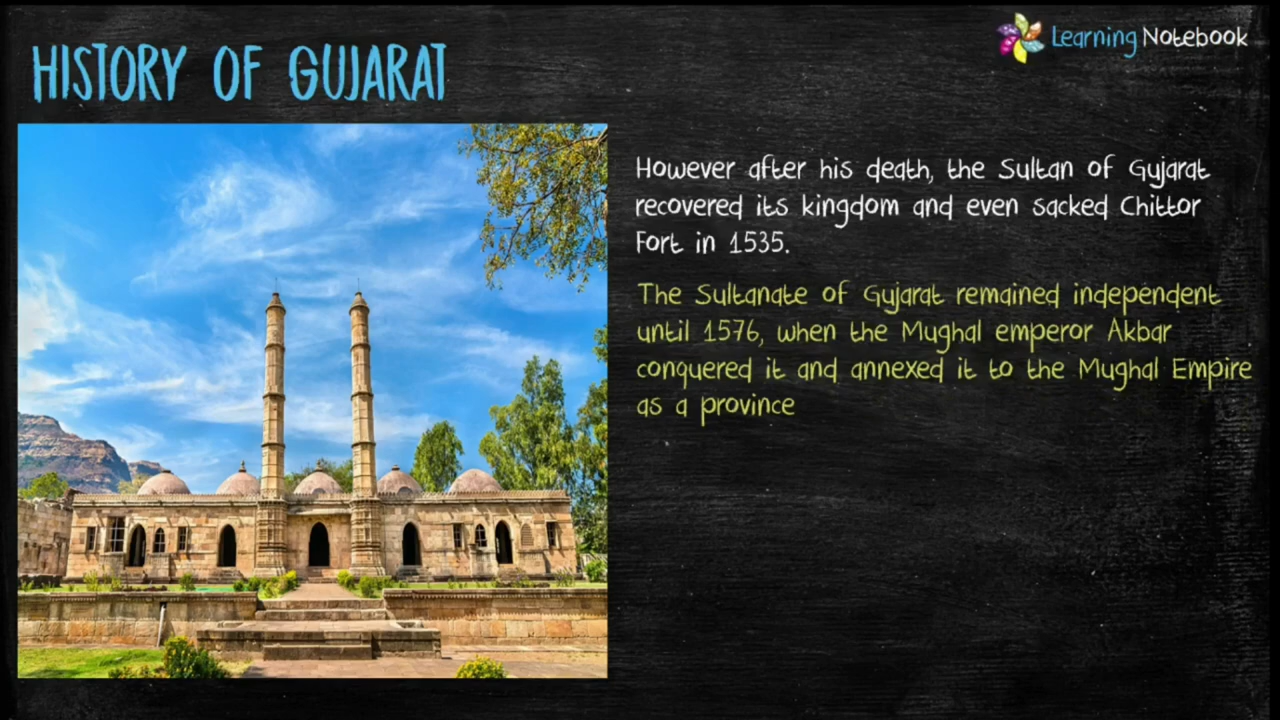 HISTORY OF GUJARAT
Learning Notebook
However after his death, the Sultan of Gujarat
recovered its kingdom and even sacked Chittor
Fort in 1535.
The Sultanate of Gujarat remained independent
until 1576, when the Mughal emperor Akbar
conquered it and annexed it to the Mughal Empire
as a province